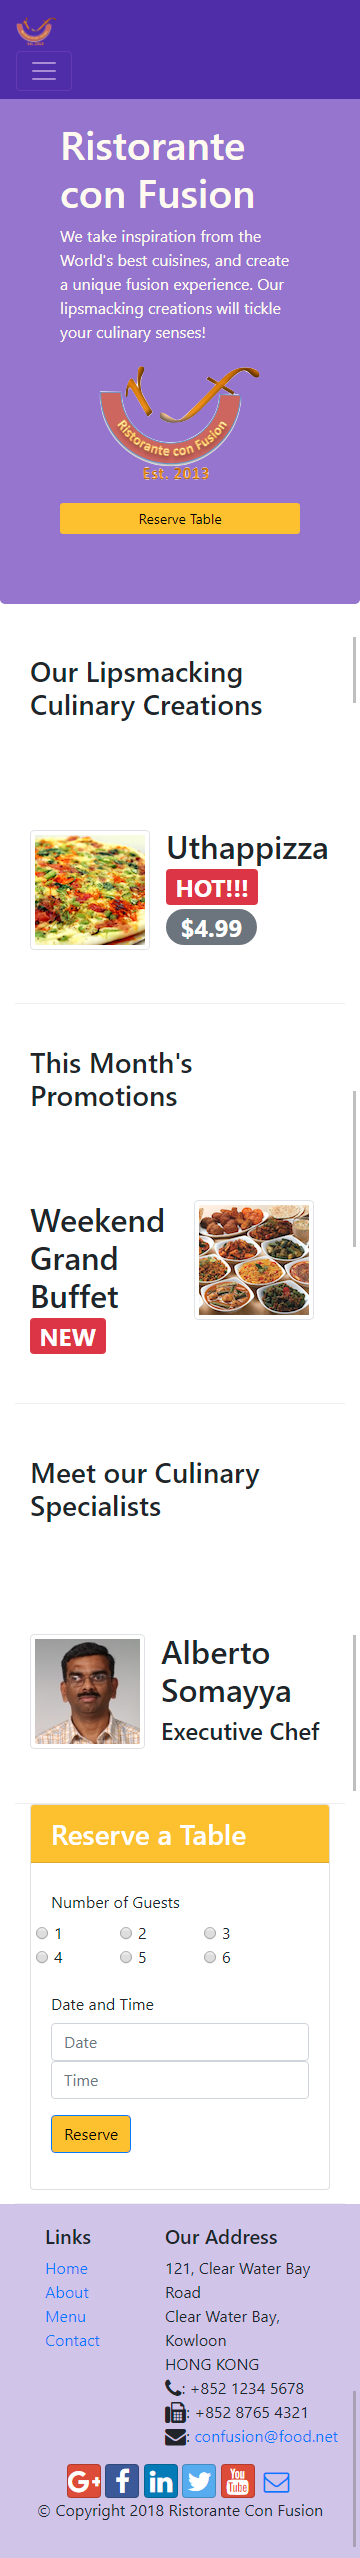 Ristorante
con Fusion
We take inspiration from the
World's best cuisines, and create
a unique fusion experience. Our
lipsmacking creations will tickle
your culinary senses!
Ristorante con Fusion
Est. 2013
Reserve Table
Our Lipsmacking
Culinary Creations
Uthappizza
HOT!!!
$4.99
This Month's
Promotions
Weekend
Grand
Buffet
NEW
Meet our Culinary
Specialists
Alberto
Somayya
Executive Chef
Reserve a Table
Number of Guests
1 2 3
4 5 6
Date and Time
Date
Time
Reserve
Links
Home
About
Menu
Contact
Our Address
121, Clear Water Bay
Road
Clear Water Bay,
Kowloon
HONG KONG
: +852 1234 5678
: +852 8765 4321
: confusion@food.net
G+ f in You Tube
© Copyright 2018 Ristorante Con Fusion